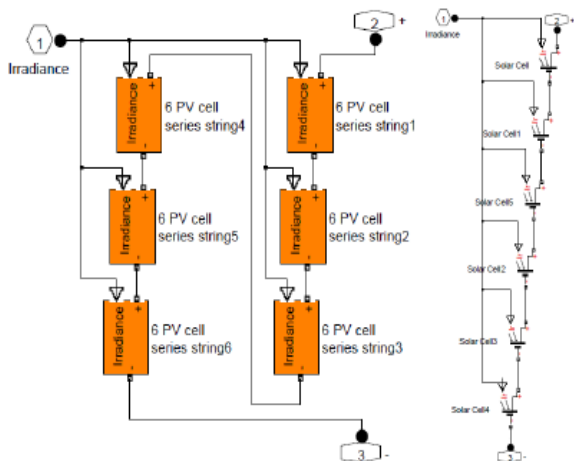 1
Irradiance
2
+
Irradiance
+
-
6 PV cell
series string4
Irradiance
+
-
6 PV cell
series string1
Irradiance
+
-
6 PV cell
series string5
Irradiance
+
-
6 PV cell
series string2
Irradiance
+
-
6 PV cell
series string6
Irradiance
+
-
6 PV cell
series string3
3
-
1
Irradiance
2
+
Solar Cell
Solar Cell1
Solar Cell5
Solar Cell2
Solar Cell3
Solar Cell4
3
-